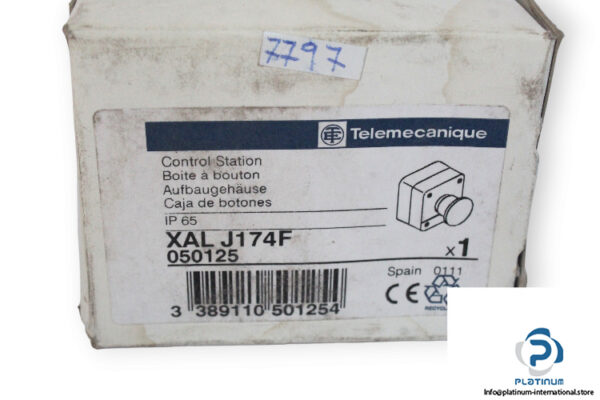 7797
Telemecanique
Control Station
Boite à bouton
Aufbaugehäuse
Caja de botones
IP 65
XAL J174F
050125
x1
Spain 0111
CE
3 389110 501254
PLATINUM
Info@platinum-international.store